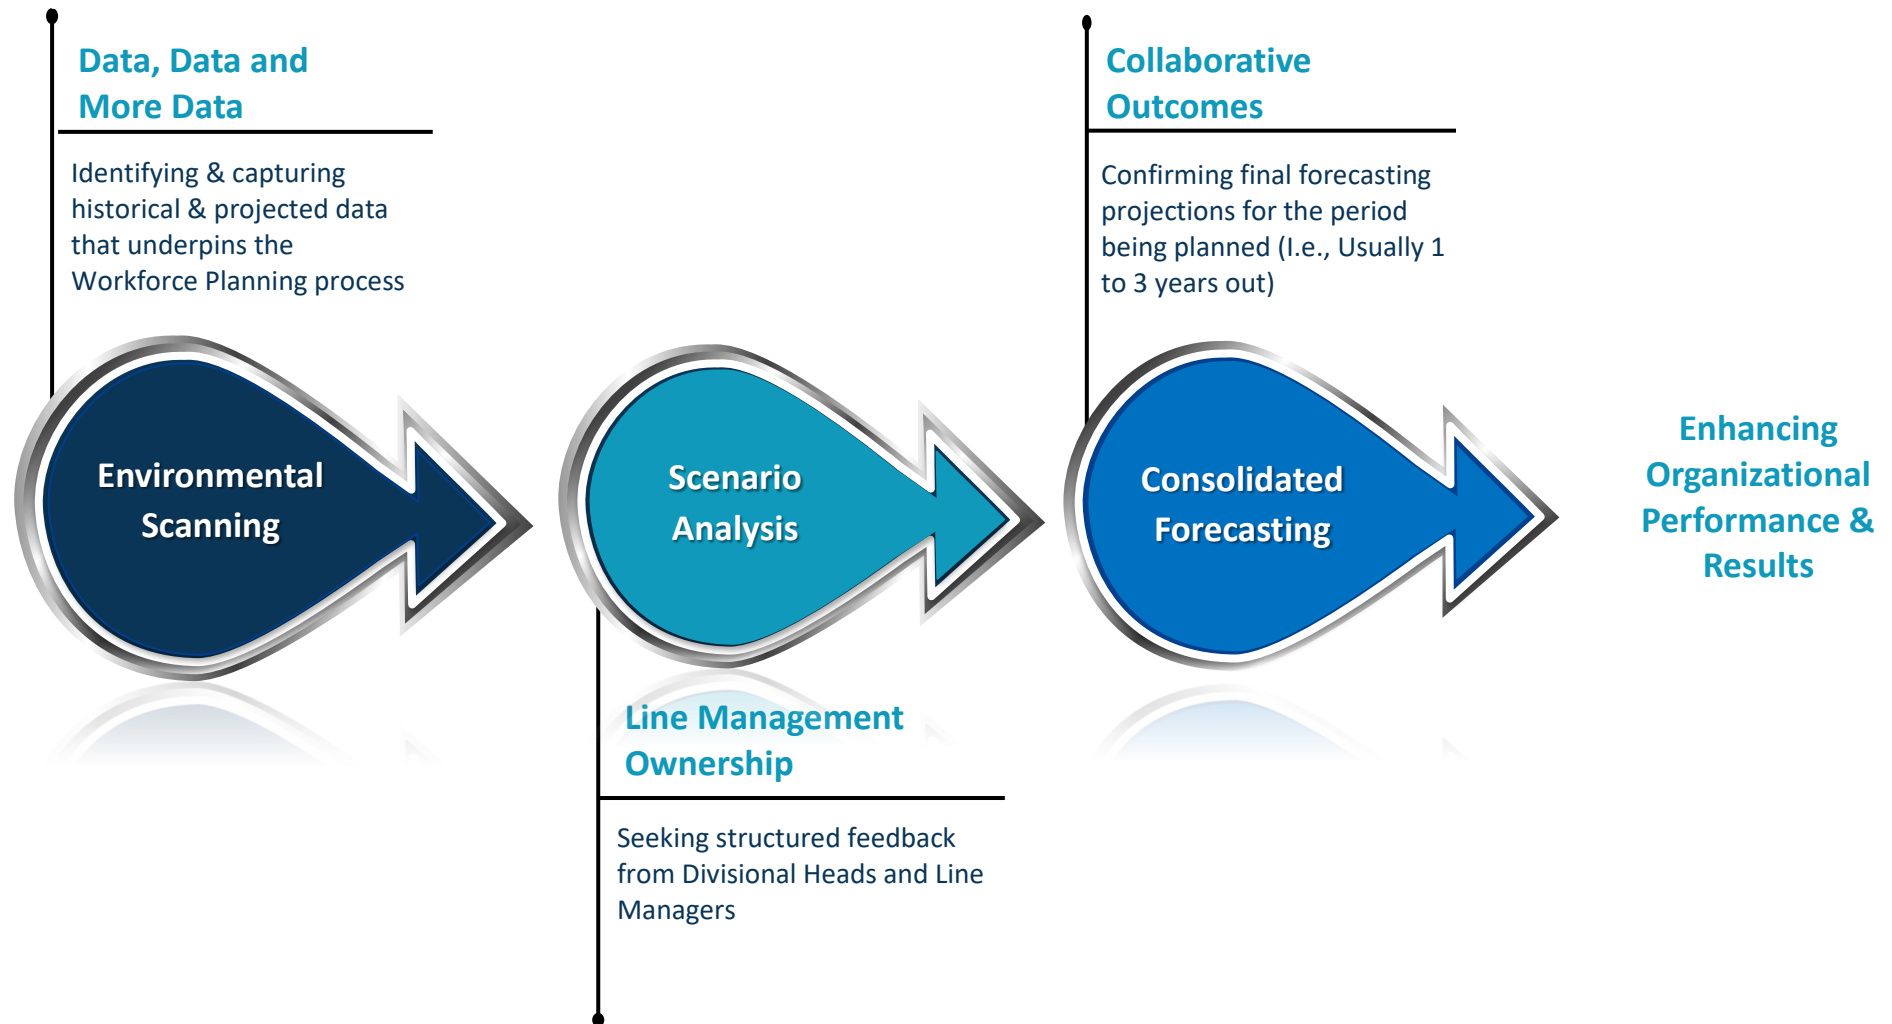 Data, Data and
More Data
Identifying & capturing
historical & projected data
that underpins the
Workforce Planning process
Environmental
Scanning
Scenario
Analysis
Line Management
Ownership
Seeking structured feedback
from Divisional Heads and Line
Managers
Collaborative
Outcomes
Confirming final forecasting
projections for the period
being planned (I.e., Usually 1
to 3 years out)
Consolidated
Forecasting
Enhancing
Organizational
Performance &
Results